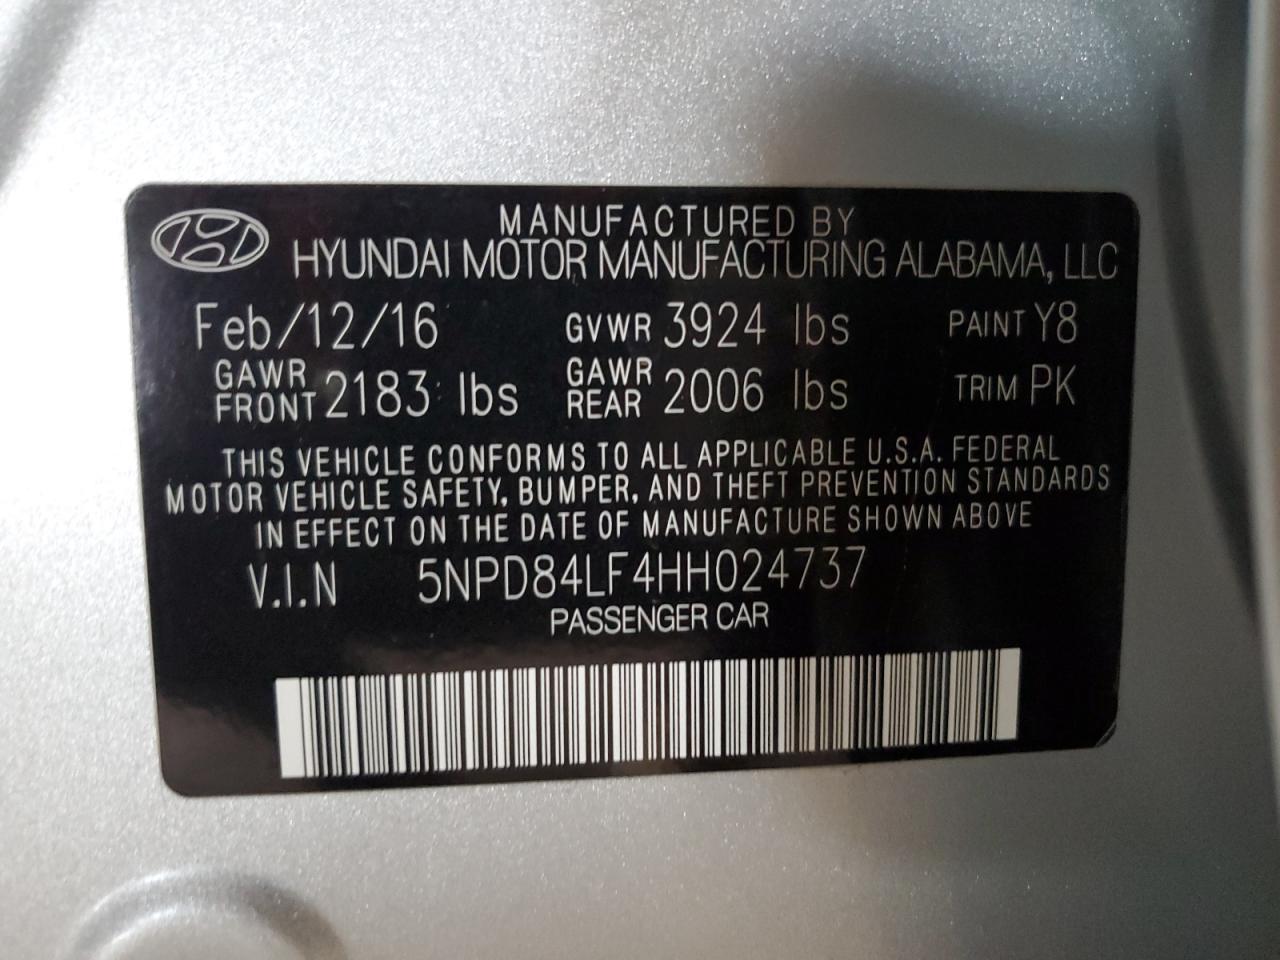 MANUFACTURED BY
HYUNDAI MOTOR MANUFACTURING ALABAMA, LLC
Feb/12/16 GVWR 3924 lbs PAINT Y8
GAWR FRONT 2183 lbs GAWR REAR 2006 lbs TRIM PK
THIS VEHICLE CONFORMS TO ALL APPLICABLE U.S.A. FEDERAL
MOTOR VEHICLE SAFETY, BUMPER, AND THEFT PREVENTION STANDARDS
IN EFFECT ON THE DATE OF MANUFACTURE SHOWN ABOVE
V.I.N 5NPD84LF4HH024737
PASSENGER CAR